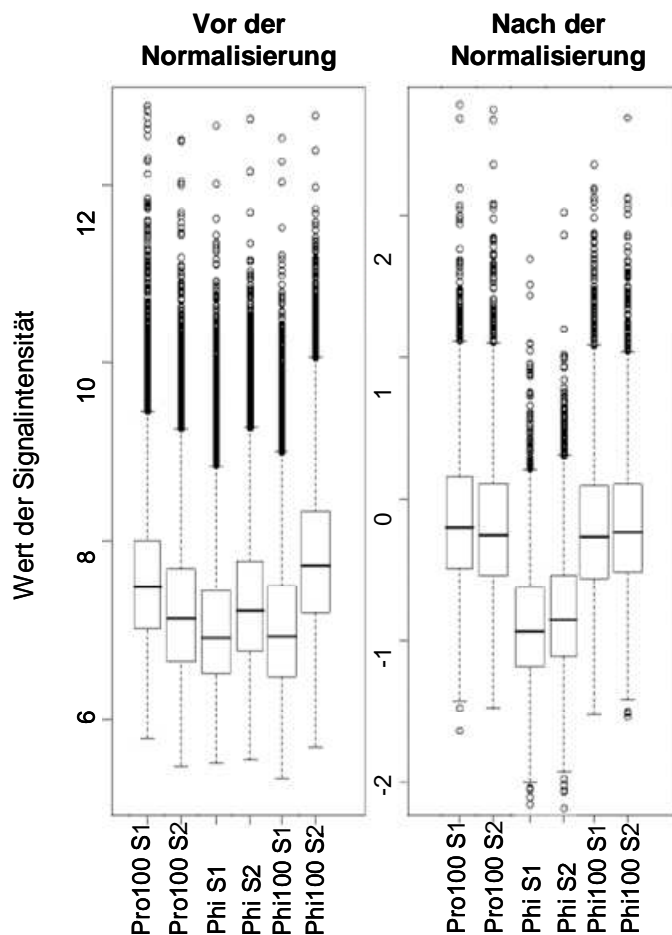 Vor der
Normalisierung
Nach der
Normalisierung
Wert der Signalintensität
12
10
8
6
2
1
0
-1
-2
Pro100 S1
Pro100 S2
Phi S1
Phi S2
Phi100 S1
Phi100 S2
Pro100 S1
Pro100 S2
Phi S1
Phi S2
Phi100 S1
Phi100 S2